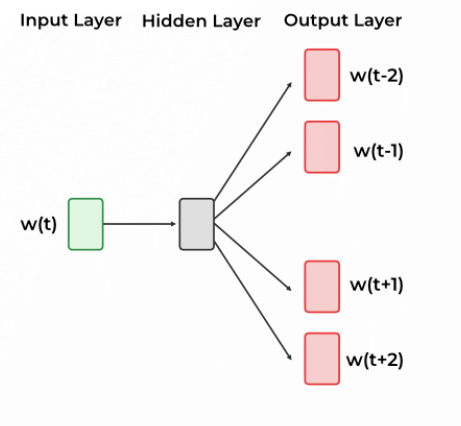 Input Layer Hidden Layer Output Layer
w(t-2)
w(t-1)
w(t)
w(t+1)
w(t+2)